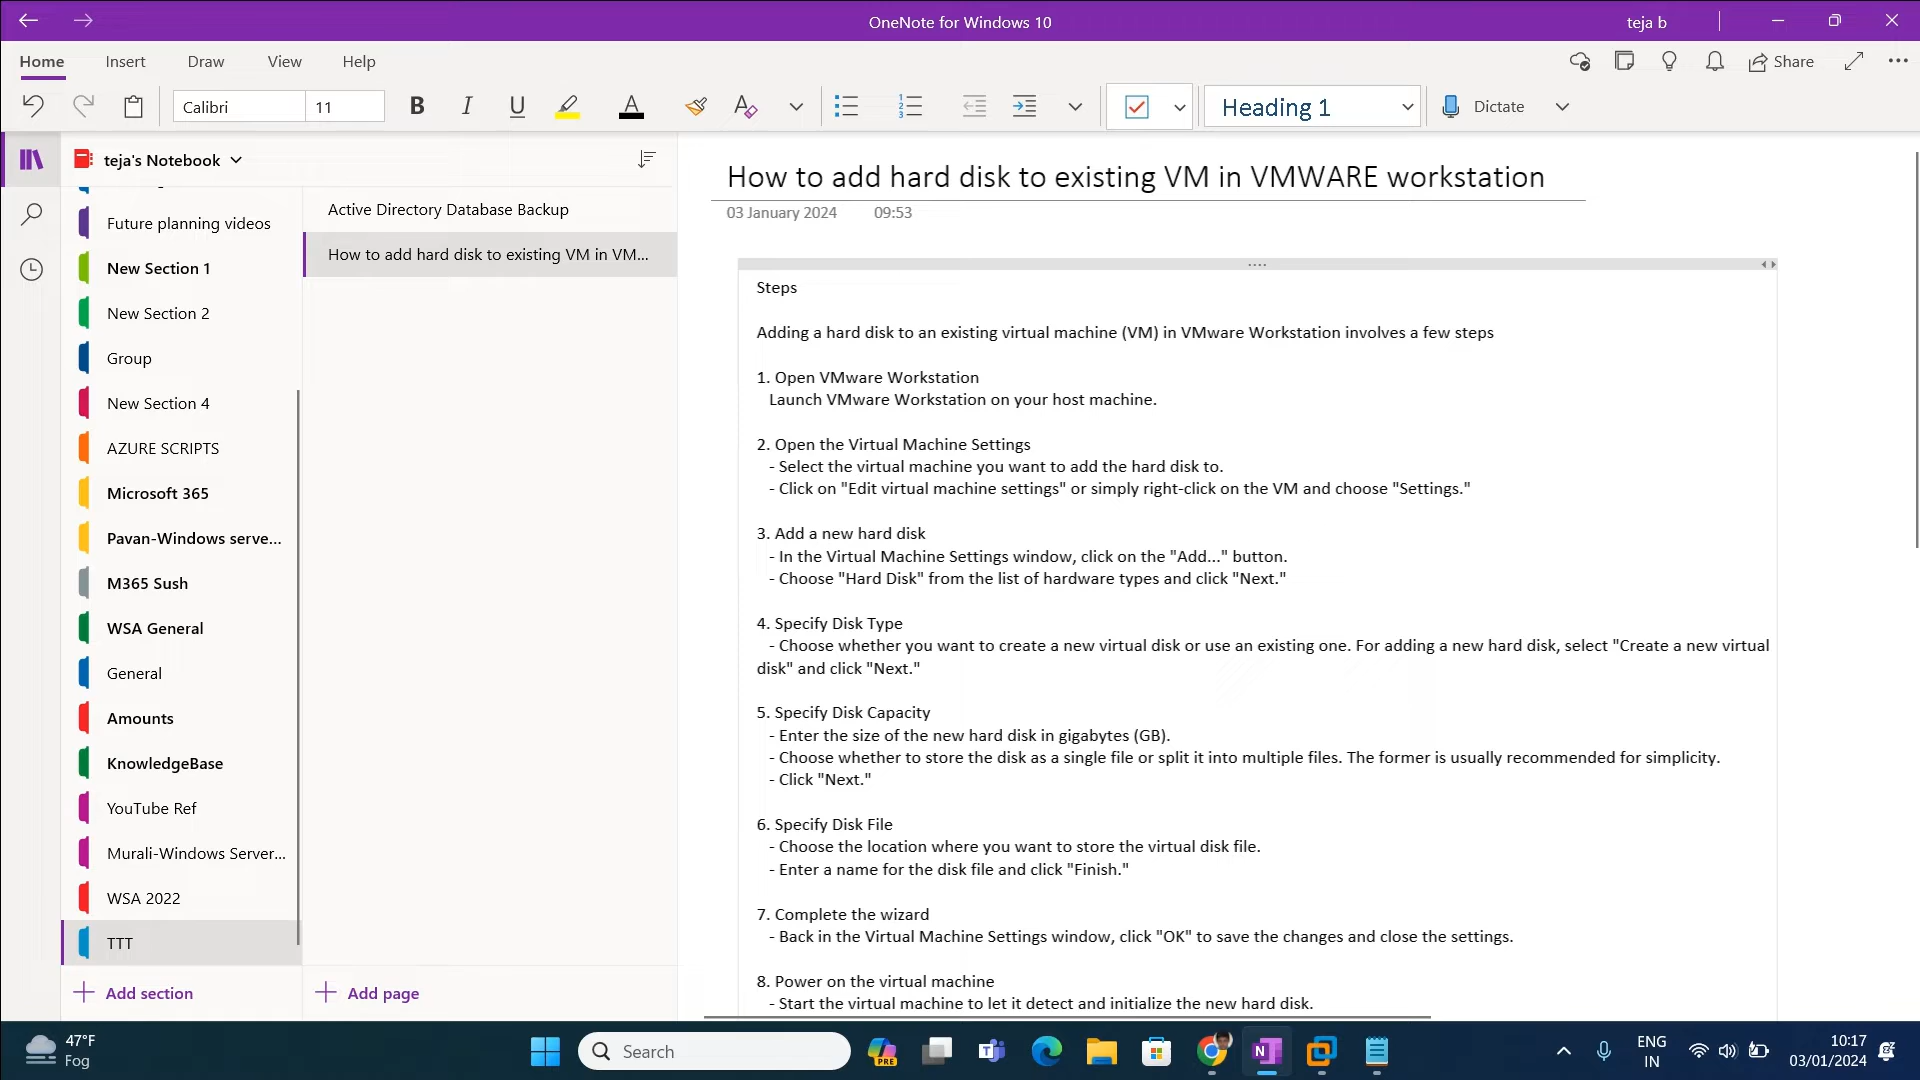 OneNote for Windows 10
teja b
Home
Insert
Draw
View
Help
Share
Calibri
11
B
I
U
A
A
Heading 1
Dictate
teja's Notebook
Future planning videos
New Section 1
New Section 2
Group
New Section 4
AZURE SCRIPTS
Microsoft 365
Pavan-Windows serve...
M365 Sush
WSA General
General
Amounts
KnowledgeBase
YouTube Ref
Murali-Windows Server...
WSA 2022
TTT
Add section
Active Directory Database Backup
How to add hard disk to existing VM in VM...
Add page
How to add hard disk to existing VM in VMWARE workstation
03 January 2024
09:53
Steps
Adding a hard disk to an existing virtual machine (VM) in VMware Workstation involves a few steps
1. Open VMware Workstation
Launch VMware Workstation on your host machine.
2. Open the Virtual Machine Settings
- Select the virtual machine you want to add the hard disk to.
- Click on "Edit virtual machine settings" or simply right-click on the VM and choose "Settings."
3. Add a new hard disk
- In the Virtual Machine Settings window, click on the "Add..." button.
- Choose "Hard Disk" from the list of hardware types and click "Next."
4. Specify Disk Type
- Choose whether you want to create a new virtual disk or use an existing one. For adding a new hard disk, select "Create a new virtual
disk" and click "Next."
5. Specify Disk Capacity
- Enter the size of the new hard disk in gigabytes (GB).
- Choose whether to store the disk as a single file or split it into multiple files. The former is usually recommended for simplicity.
- Click "Next."
6. Specify Disk File
- Choose the location where you want to store the virtual disk file.
- Enter a name for the disk file and click "Finish."
7. Complete the wizard
- Back in the Virtual Machine Settings window, click "OK" to save the changes and close the settings.
8. Power on the virtual machine
- Start the virtual machine to let it detect and initialize the new hard disk.
47°F
Fog
Search
PRE
ENG
IN
10:17
03/01/2024